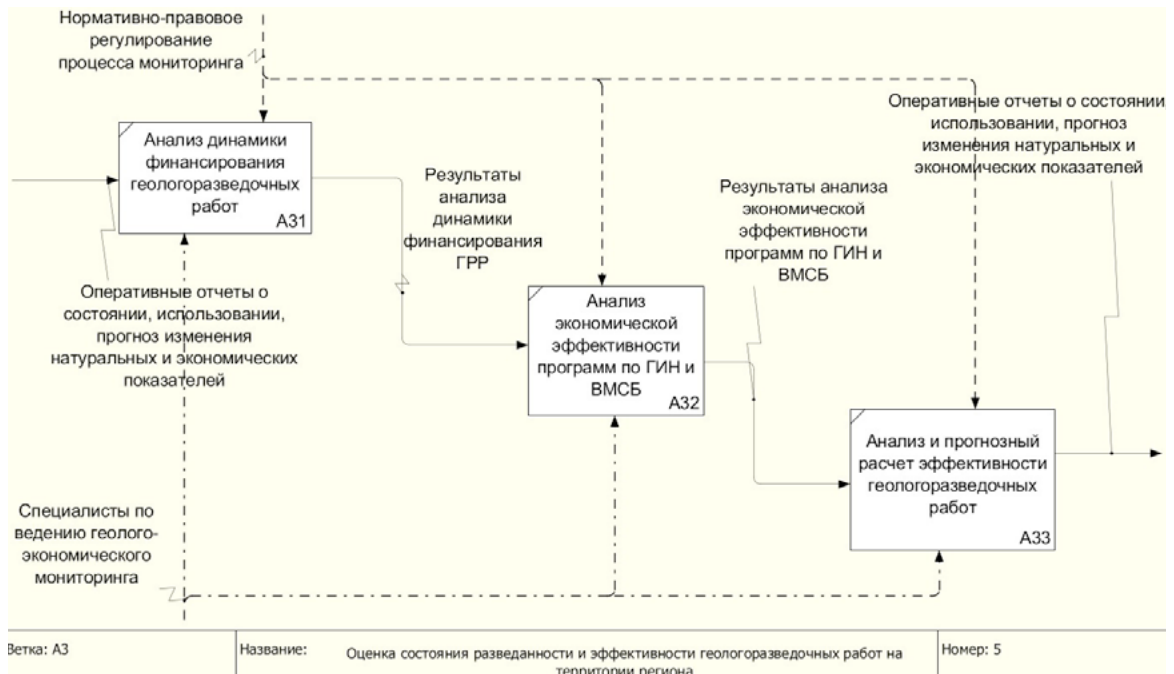 Нормативно-правовое
регулирование
процесса мониторинга
Оперативные отчеты о состоянии,
использовании, прогноз
изменения натуральных и
экономических показателей
Анализ динамики
финансирования
геологоразведочных
работ
A31
Результаты
анализа
динамики
финансирования
ГРР
Результаты анализа
экономической
эффективности
программ по ГИН и
ВМСБ
Оперативные отчеты о
состоянии, использовании,
прогноз изменения
натуральных и экономических
показателей
Анализ
экономической
эффективности
программ по ГИН и
ВМСБ
A32
Анализ и прогнозный
расчет эффективности
геологоразведочных
работ
A33
Специалисты по
ведению геолого-
экономического
мониторинга
Ветка: A3
Название:
Оценка состояния разведанности и эффективности геологоразведочных работ на
территории региона
Номер: 5